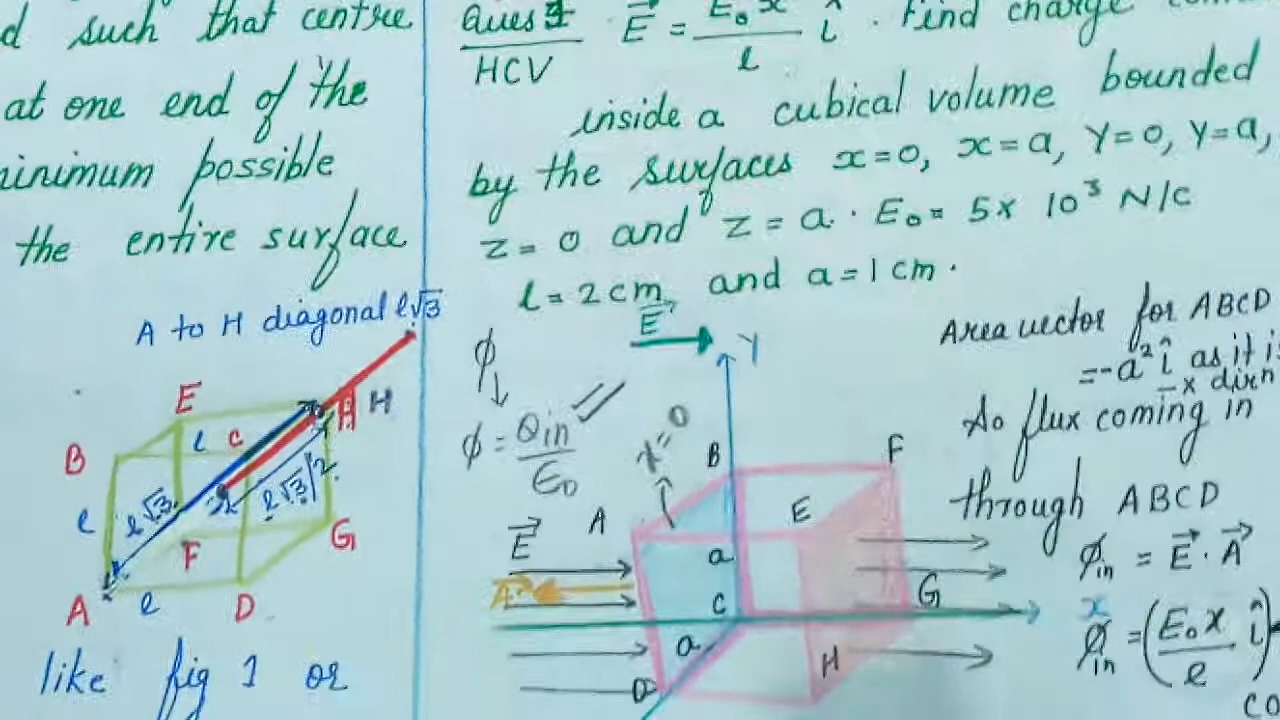 d such that centre
at one end of the
minimum possible
the entire surface
A to H diagonal l√3
E
B
l
c
H
H
l
l√3
l√3/2
F
G
A
l
D
like fig 1 or
Ques 1
HCV
E⃗ = E₀x/l î . Find charge
inside a cubical volume bounded
by the surfaces x=0, x=a, Y=0, Y=a,
z=0 and z=a. E₀= 5x 10³ N/C
l=2cm and a=1cm.
E⃗
Y
ϕ
ϕ = Qin/ε₀
x=0
B
F
A
E
E⃗
a
A⃗
C
G
x
a
H
D
Area vector for ABCD
=-a²î as it is
-x dirn
So flux coming in
through ABCD
ϕin = E⃗ . A⃗
ϕin = (E₀x/l î)